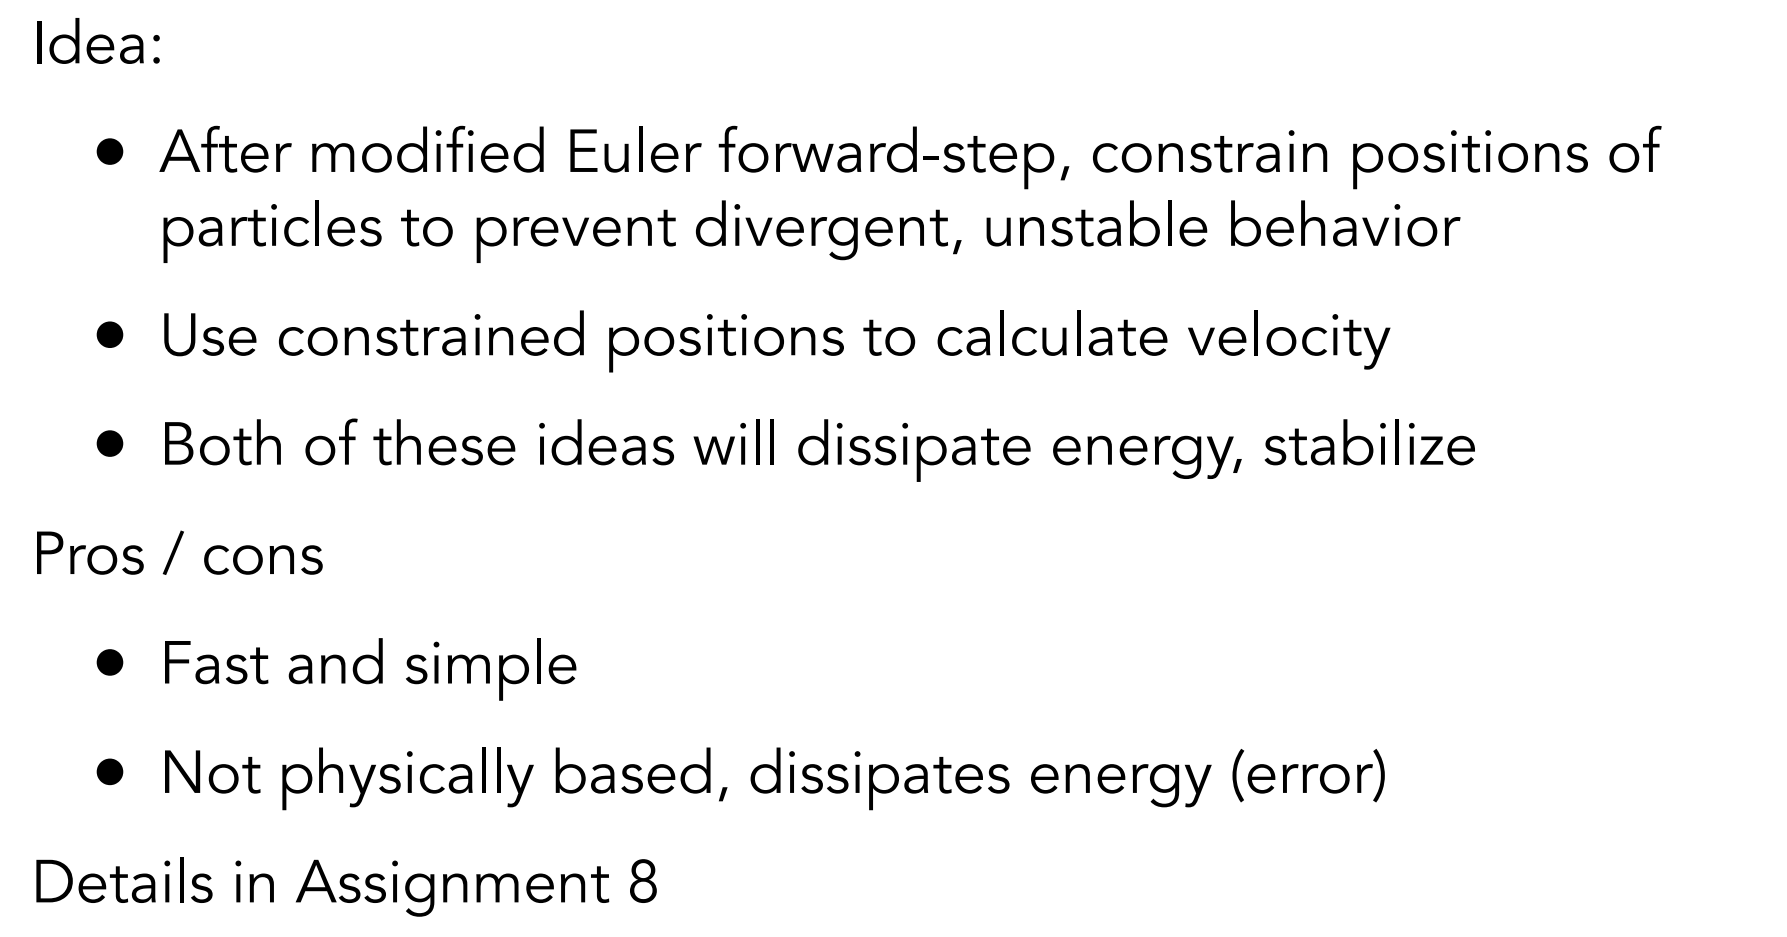 Idea:
• After modified Euler forward-step, constrain positions of
particles to prevent divergent, unstable behavior
• Use constrained positions to calculate velocity
• Both of these ideas will dissipate energy, stabilize
Pros / cons
• Fast and simple
• Not physically based, dissipates energy (error)
Details in Assignment 8